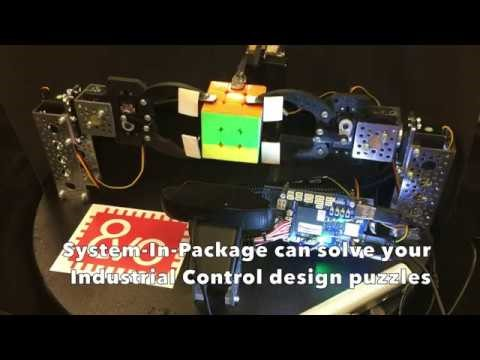 System-In-Package can solve your
Industrial Control design puzzles